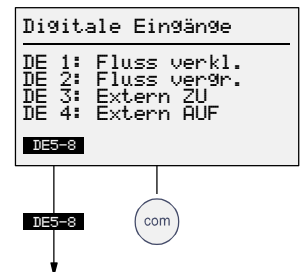 Digitale Eingänge
DE 1: Fluss verkl.
DE 2: Fluss vergr.
DE 3: Extern ZU
DE 4: Extern AUF
DE5-8
DE5-8
com